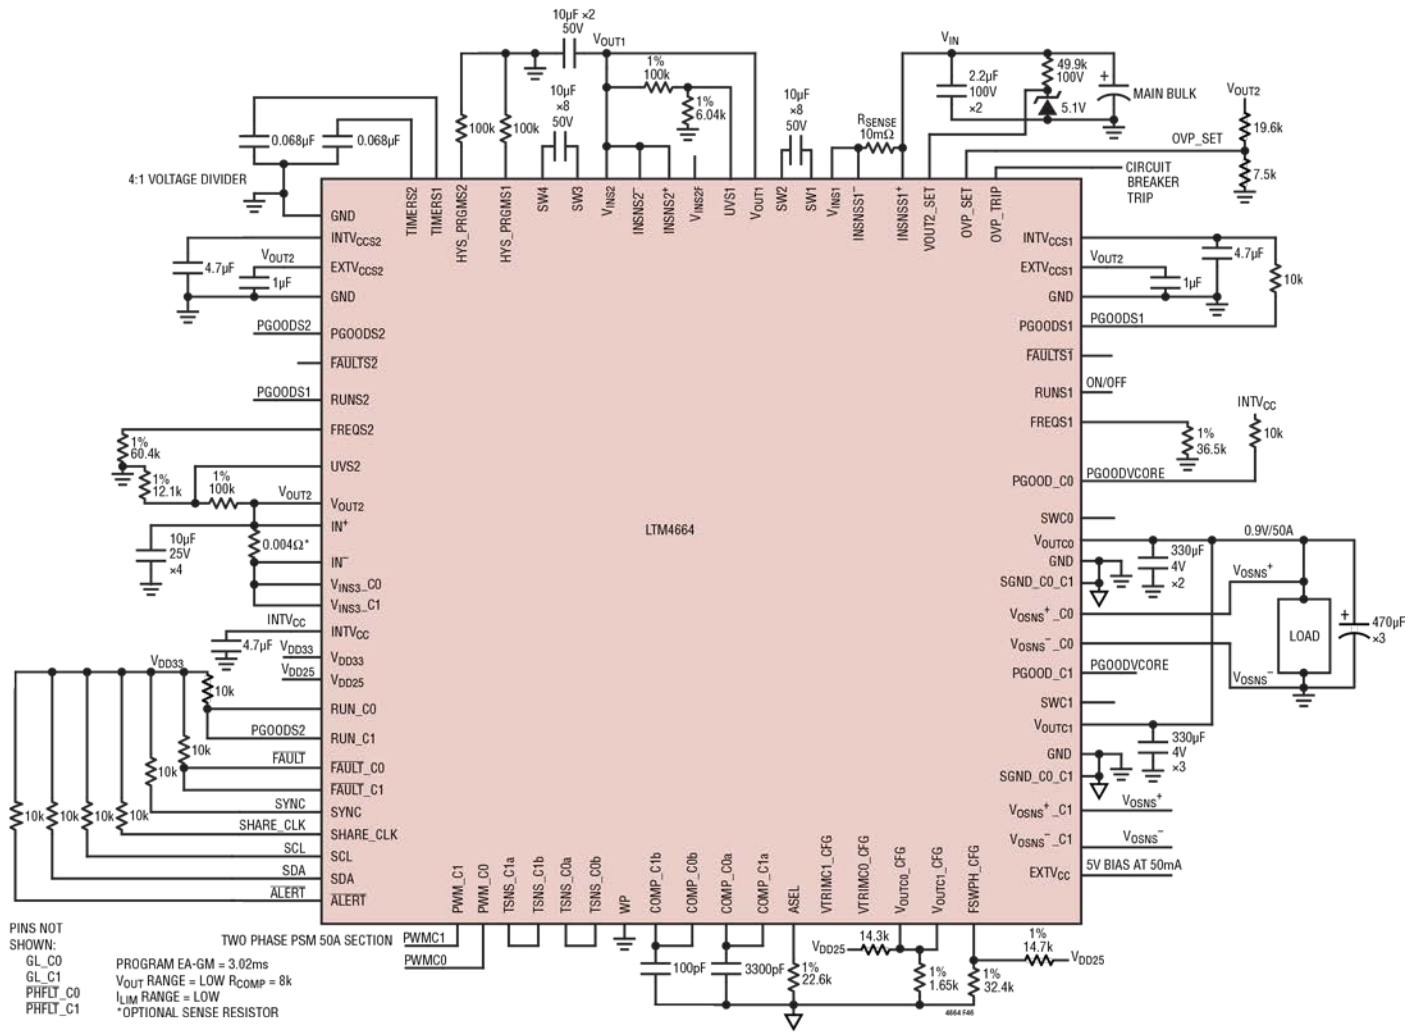 10µF ×2
50V
VOUT1
1%
100k
1%
6.04k
10µF
×8
50V
100k
100k
10µF
×8
50V
RSENSE
10mΩ
VIN
2.2µF
100V
×2
49.9k
100V
5.1V
+
MAIN BULK
VOUT2
19.6k
OVP_SET
7.5k
CIRCUIT
BREAKER
TRIP
0.068µF
0.068µF
4:1 VOLTAGE DIVIDER
TIMERS2
TIMERS1
HYS_PRGMS2
HYS_PRGMS1
SW4
SW3
VINS2
INSNS2−
INSNS2+
VINS2F
UVS1
VOUT1
SW2
SW1
VINS1
INSNSS1−
INSNSS1+
VOUT2_SET
OVP_SET
OVP_TRIP
GND
INTVCCS2
4.7µF
VOUT2
EXTVCCS2
1µF
GND
PGOODS2
PGOODS2
FAULTS2
PGOODS1
RUNS2
FREQS2
1%
60.4k
UVS2
1%
12.1k
1%
100k
VOUT2
VOUT2
IN+
10µF
25V
×4
0.004Ω*
IN−
VINS3_C0
VINS3_C1
INTVCC
INTVCC
4.7µF
VDD33
VDD33
VDD25
VDD25
VDD33
10k
RUN_C0
PGOODS2
RUN_C1
10k
FAULT
FAULT_C0
10k
FAULT_C1
SYNC
SYNC
10k
10k
10k
10k
SHARE_CLK
SHARE_CLK
SCL
SCL
SDA
SDA
ALERT
ALERT
LTM4664
INTVCCS1
4.7µF
10k
EXTVCCS1
VOUT2
1µF
GND
PGOODS1
PGOODS1
FAULTS1
RUNS1
ON/OFF
FREQS1
1%
36.5k
INTVCC
10k
PGOOD_C0
PGOODVCORE
SWC0
VOUTC0
0.9V/50A
330µF
4V
×2
GND
SGND_C0_C1
VOSNS+
VOSNS+_C0
LOAD
+
470µF
×3
VOSNS−_C0
VOSNS−
PGOOD_C1
PGOODVCORE
SWC1
VOUTC1
330µF
4V
×3
GND
SGND_C0_C1
VOSNS+_C1
VOSNS+
VOSNS−_C1
VOSNS−
EXTVCC
5V BIAS AT 50mA
PWM_C1
PWM_C0
TSNS_C1a
TSNS_C1b
TSNS_C0a
TSNS_C0b
WP
COMP_C1b
COMP_C0b
COMP_C0a
COMP_C1a
ASEL
VTRIMC1_CFG
VTRIMC0_CFG
VOUTC0_CFG
VOUTC1_CFG
FSWPH_CFG
TWO PHASE PSM 50A SECTION
PWMC1
PWMC0
100pF
3300pF
1%
22.6k
VDD25
14.3k
1%
1.65k
1%
32.4k
1%
14.7k
VDD25
4664 F46
PINS NOT
SHOWN:
GL_C0
GL_C1
PHFLT_C0
PHFLT_C1
PROGRAM EA-GM = 3.02ms
VOUT RANGE = LOW RCOMP = 8k
ILIM RANGE = LOW
*OPTIONAL SENSE RESISTOR